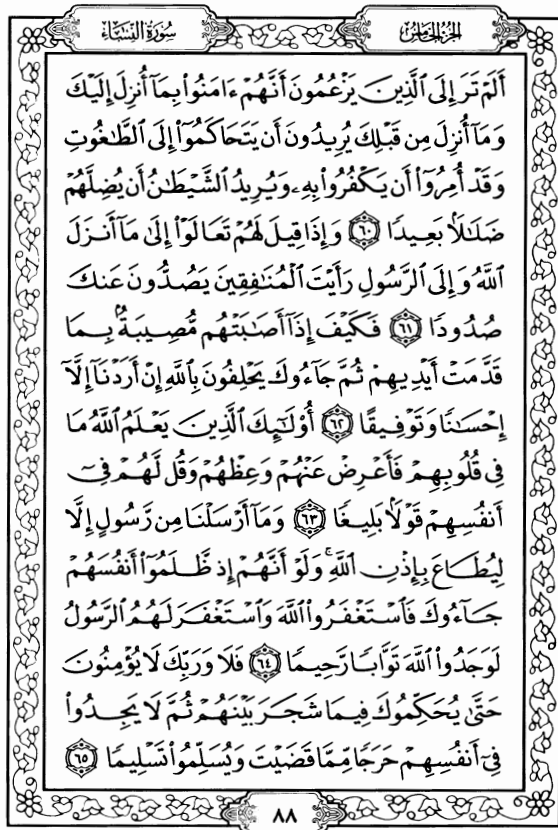 سُورَةُ النِّسَاءِ
الجُزْءُ الخَامِسُ
أَلَمْ تَرَ إِلَى ٱلَّذِينَ يَزْعُمُونَ أَنَّهُمْ ءَامَنُوا۟ بِمَآ أُنزِلَ إِلَيْكَ
وَمَآ أُنزِلَ مِن قَبْلِكَ يُرِيدُونَ أَن يَتَحَاكَمُوٓا۟ إِلَى ٱلطَّٰغُوتِ
وَقَدْ أُمِرُوٓا۟ أَن يَكْفُرُوا۟ بِهِۦ وَيُرِيدُ ٱلشَّيْطَٰنُ أَن يُضِلَّهُمْ
ضَلَٰلًۢا بَعِيدًا ٦٠ وَإِذَا قِيلَ لَهُمْ تَعَالَوْا۟ إِلَىٰ مَآ أَنزَلَ
ٱللَّهُ وَإِلَى ٱلرَّسُولِ رَأَيْتَ ٱلْمُنَٰفِقِينَ يَصُدُّونَ عَنكَ
صُدُودًا ٦١ فَكَيْفَ إِذَآ أَصَٰبَتْهُم مُّصِيبَةٌۢ بِمَا
قَدَّمَتْ أَيْدِيهِمْ ثُمَّ جَآءُوكَ يَحْلِفُونَ بِٱللَّهِ إِنْ أَرَدْنَآ إِلَّآ
إِحْسَٰنًا وَتَوْفِيقًا ٦٢ أُو۟لَٰٓئِكَ ٱلَّذِينَ يَعْلَمُ ٱللَّهُ مَا
فِى قُلُوبِهِمْ فَأَعْرِضْ عَنْهُمْ وَعِظْهُمْ وَقُل لَّهُمْ فِىٓ
أَنفُسِهِمْ قَوْلًۢا بَلِيغًا ٦٣ وَمَآ أَرْسَلْنَا مِن رَّسُولٍ إِلَّا
لِيُطَاعَ بِإِذْنِ ٱللَّهِ ۚ وَلَوْ أَنَّهُمْ إِذ ظَّلَمُوٓا۟ أَنفُسَهُمْ
جَآءُوكَ فَٱسْتَغْفَرُوا۟ ٱللَّهَ وَٱسْتَغْفَرَ لَهُمُ ٱلرَّسُولُ
لَوَجَدُوا۟ ٱللَّهَ تَوَّابًا رَّحِيمًا ٦٤ فَلَا وَرَبِّكَ لَا يُؤْمِنُونَ
حَتَّىٰ يُحَكِّمُوكَ فِيمَا شَجَرَ بَيْنَهُمْ ثُمَّ لَا يَجِدُوا۟
فِىٓ أَنفُسِهِمْ حَرَجًا مِّمَّا قَضَيْتَ وَيُسَلِّمُوا۟ تَسْلِيمًا ٦٥
٨٨